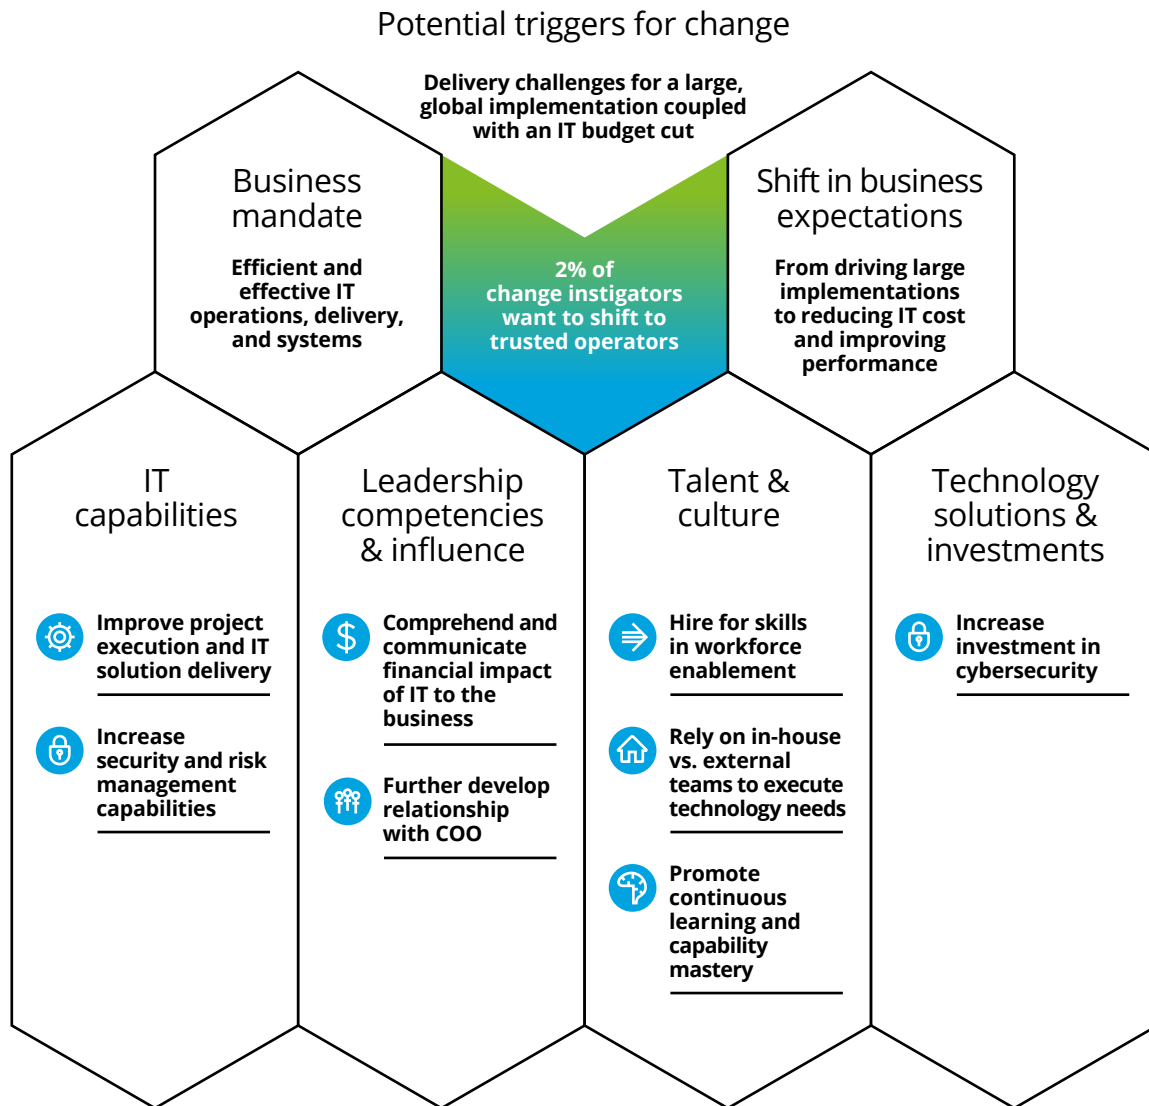 Potential triggers for change
Delivery challenges for a large,
global implementation coupled
with an IT budget cut
Business
mandate
Efficient and
effective IT
operations, delivery,
and systems
2% of
change instigators
want to shift to
trusted operators
Shift in business
expectations
From driving large
implementations
to reducing IT cost
and improving
performance
IT
capabilities
Improve project
execution and IT
solution delivery
Increase
security and risk
management
capabilities
Leadership
competencies
& influence
Comprehend and
communicate
financial impact
of IT to the
business
Further develop
relationship
with COO
Talent &
culture
Hire for skills
in workforce
enablement
Rely on in-house
vs. external
teams to execute
technology needs
Promote
continuous
learning and
capability
mastery
Technology
solutions &
investments
Increase
investment in
cybersecurity